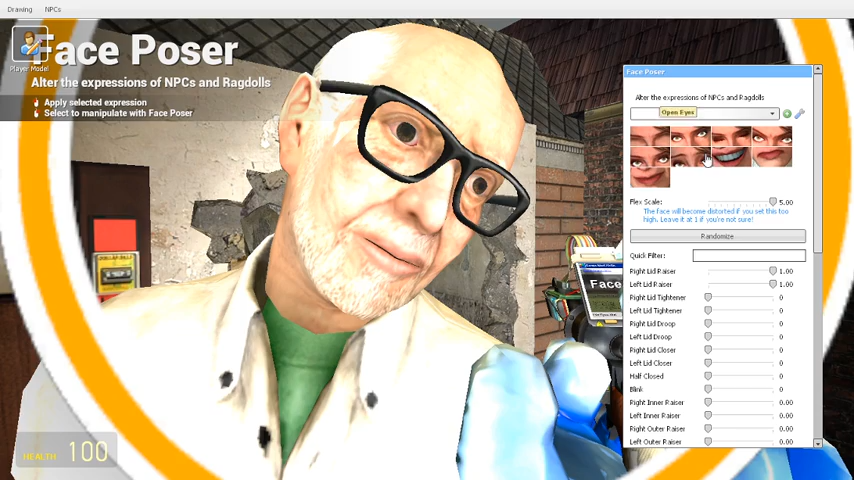 Drawing NPCs
Face Poser
Player Model
Alter the expressions of NPCs and Ragdolls
Apply selected expression
Select to manipulate with Face Poser
HEALTH 100
Face
Face Poser
Alter the expressions of NPCs and Ragdolls
Open Eyes
Flex Scale: 5.00
The face will become distorted if you set this too
high. Leave it at 1 if you're not sure!
Randomize
Quick Filter:
Right Lid Raiser 1.00
Left Lid Raiser 1.00
Right Lid Tightener 0
Left Lid Tightener 0
Right Lid Droop 0
Left Lid Droop 0
Right Lid Closer 0
Left Lid Closer 0
Half Closed 0
Blink 0
Right Inner Raiser 0.00
Left Inner Raiser 0.00
Right Outer Raiser 0.00
Left Outer Raiser 0.00